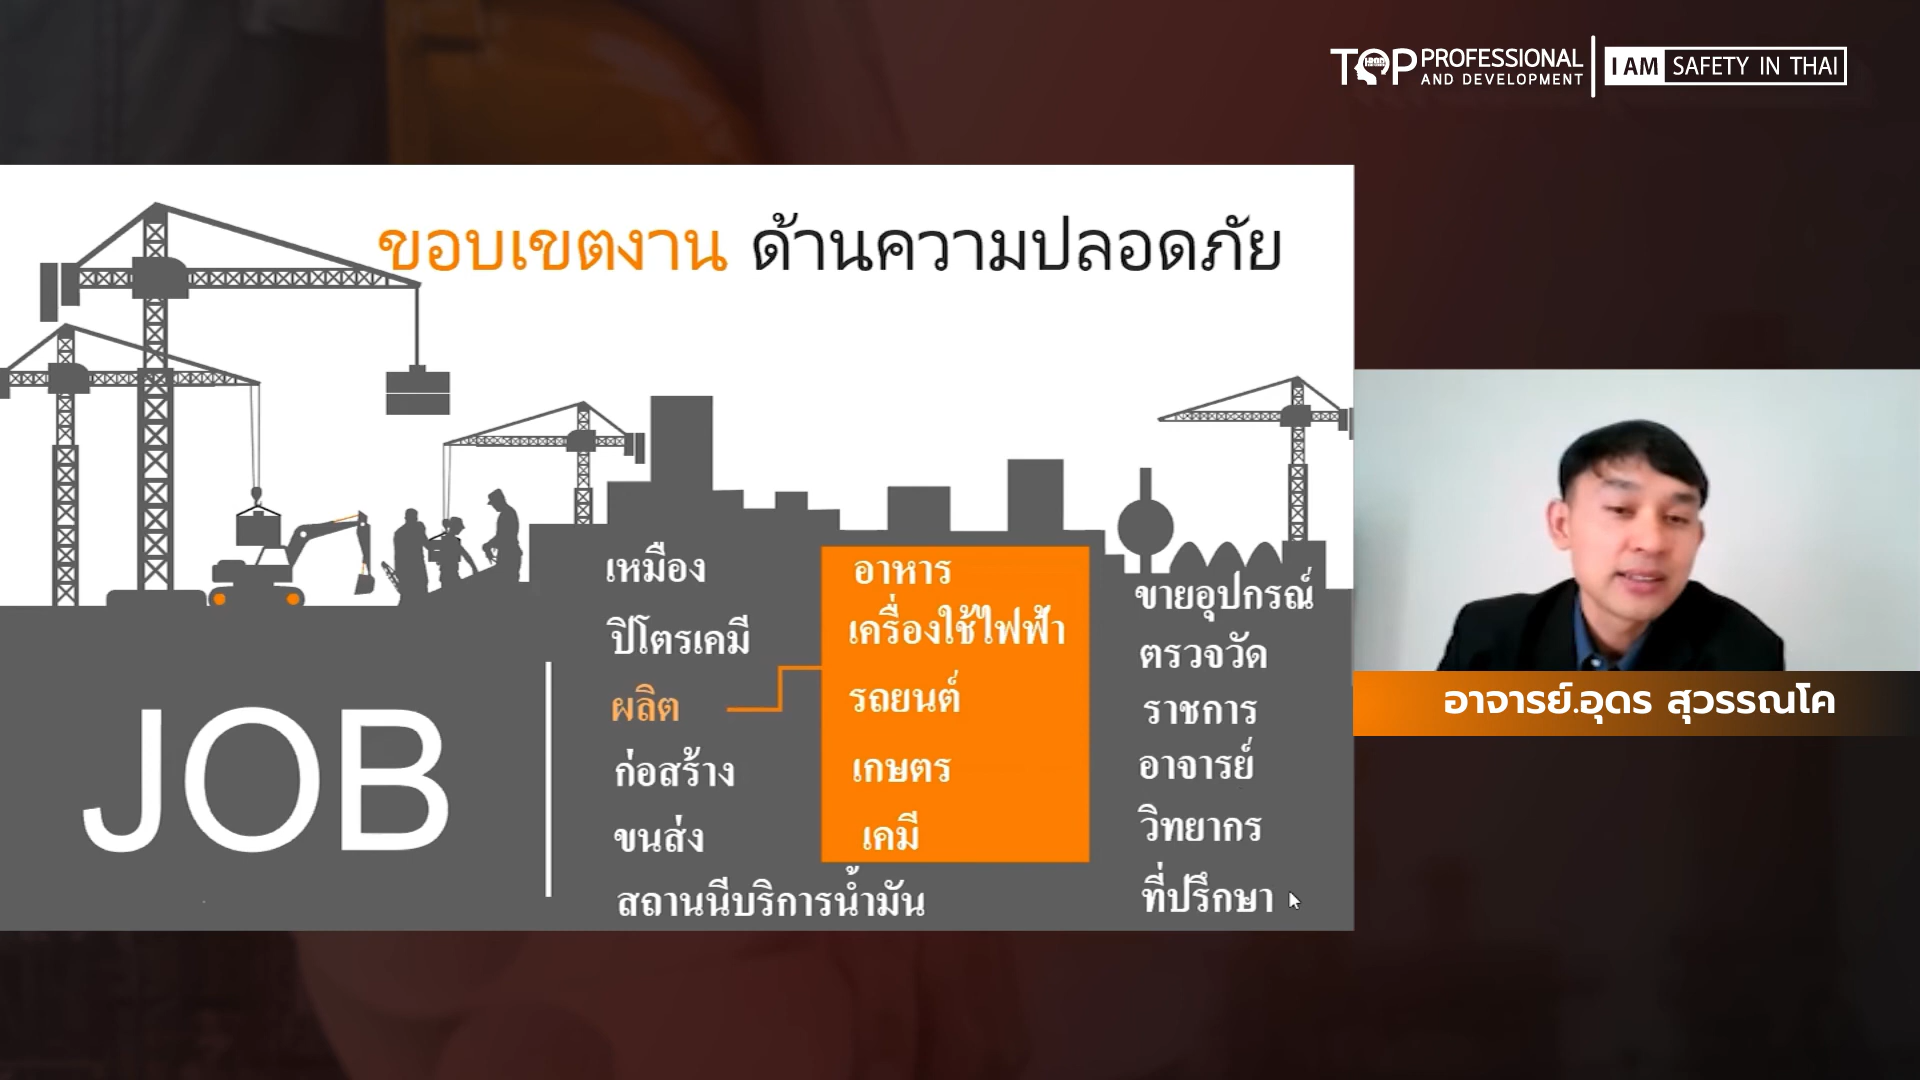 TOP PROFESSIONAL
AND DEVELOPMENT
I AM SAFETY IN THAI
ขอบเขตงาน ด้านความปลอดภัย
JOB
เหมือง
ปิโตรเคมี
ผลิต
ก่อสร้าง
ขนส่ง
สถานนีบริการน้ำมัน
อาหาร
เครื่องใช้ไฟฟ้า
รถยนต์
เกษตร
เคมี
ขายอุปกรณ์
ตรวจวัด
ราชการ
อาจารย์
วิทยากร
ที่ปรึกษา
อาจารย์.อุดร สุวรรณโค